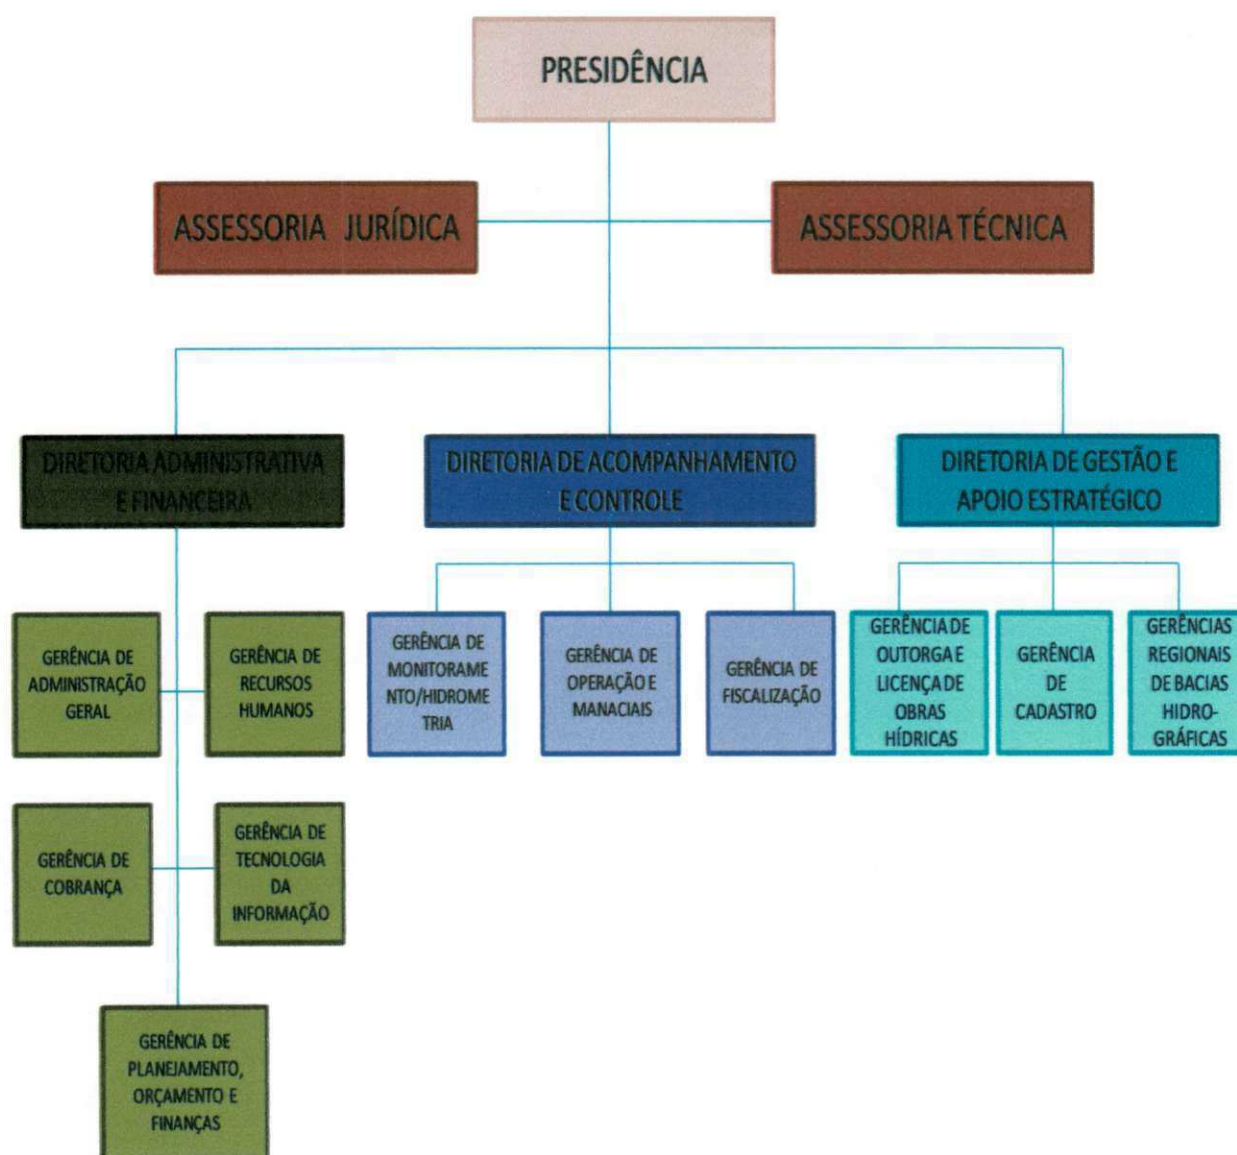 PRESIDÊNCIA
ASSESSORIA JURÍDICA
ASSESSORIA TÉCNICA
DIRETORIA ADMINISTRATIVA
E FINANCEIRA
DIRETORIA DE ACOMPANHAMENTO
E CONTROLE
DIRETORIA DE GESTÃO E
APOIO ESTRATÉGICO
GERÊNCIA DE
ADMINISTRAÇÃO
GERAL
GERÊNCIA DE
RECURSOS
HUMANOS
GERÊNCIA DE
MONITORAME
NTO/HIDROME
TRIA
GERÊNCIA DE
OPERAÇÃO E
MANACIAIS
GERÊNCIA DE
FISCALIZAÇÃO
GERÊNCIA DE
OUTORGA E
LICENÇA DE
OBRAS
HÍDRICAS
GERÊNCIA
DE
CADASTRO
GERÊNCIAS
REGIONAIS
DE BACIAS
HIDRO-
GRÁFICAS
GERÊNCIA DE
COBRANÇA
GERÊNCIA DE
TECNOLOGIA
DA
INFORMAÇÃO
GERÊNCIA DE
PLANEJAMENTO,
ORÇAMENTO E
FINANÇAS